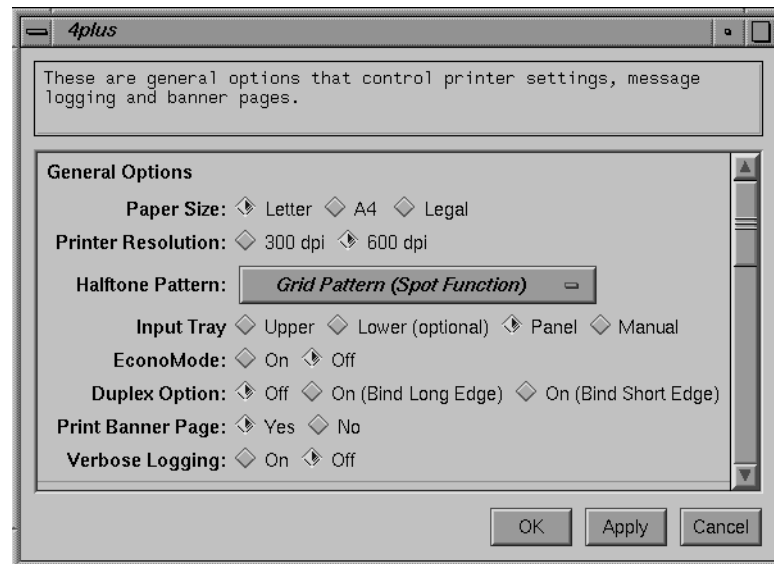 4plus
These are general options that control printer settings, message
logging and banner pages.
General Options
Paper Size: Letter A4 Legal
Printer Resolution: 300 dpi 600 dpi
Halftone Pattern: Grid Pattern (Spot Function)
Input Tray Upper Lower (optional) Panel Manual
EconoMode: On Off
Duplex Option: Off On (Bind Long Edge) On (Bind Short Edge)
Print Banner Page: Yes No
Verbose Logging: On Off
OK Apply Cancel